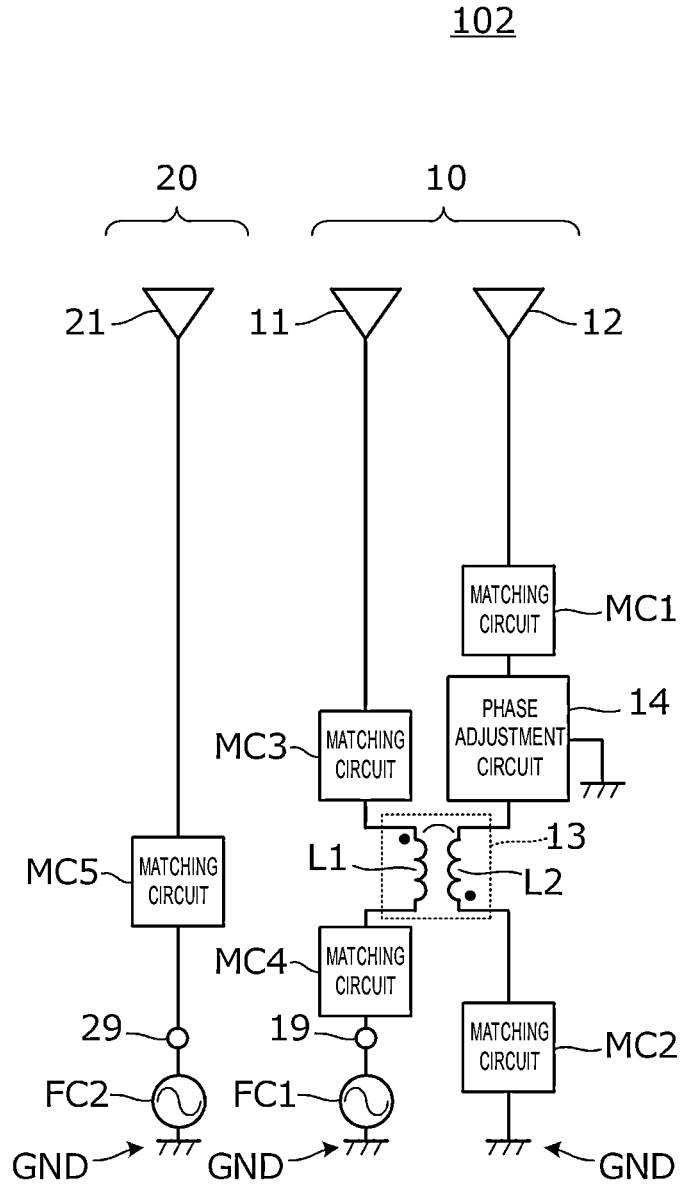 102
20
10
21
11
12
MATCHING
CIRCUIT
MC1
PHASE
ADJUSTMENT
CIRCUIT
14
MC3
MATCHING
CIRCUIT
13
L1
L2
MC5
MATCHING
CIRCUIT
MC4
MATCHING
CIRCUIT
29
19
MATCHING
CIRCUIT
MC2
FC2
FC1
GND
GND
GND